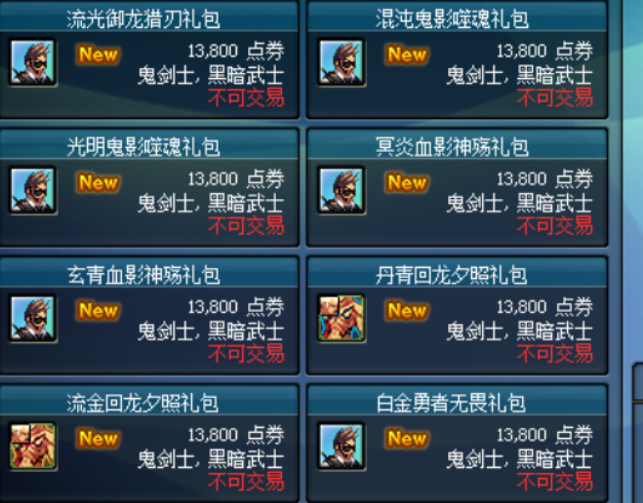 流光御龙猎刃礼包
New
13,800 点券
鬼剑士, 黑暗武士
不可交易
混沌鬼影噬魂礼包
New
13,800 点券
鬼剑士, 黑暗武士
不可交易
光明鬼影噬魂礼包
New
13,800 点券
鬼剑士, 黑暗武士
不可交易
冥炎血影神殇礼包
New
13,800 点券
鬼剑士, 黑暗武士
不可交易
玄青血影神殇礼包
New
13,800 点券
鬼剑士, 黑暗武士
不可交易
丹青回龙夕照礼包
New
13,800 点券
鬼剑士, 黑暗武士
不可交易
流金回龙夕照礼包
New
13,800 点券
鬼剑士, 黑暗武士
不可交易
白金勇者无畏礼包
New
13,800 点券
鬼剑士, 黑暗武士
不可交易